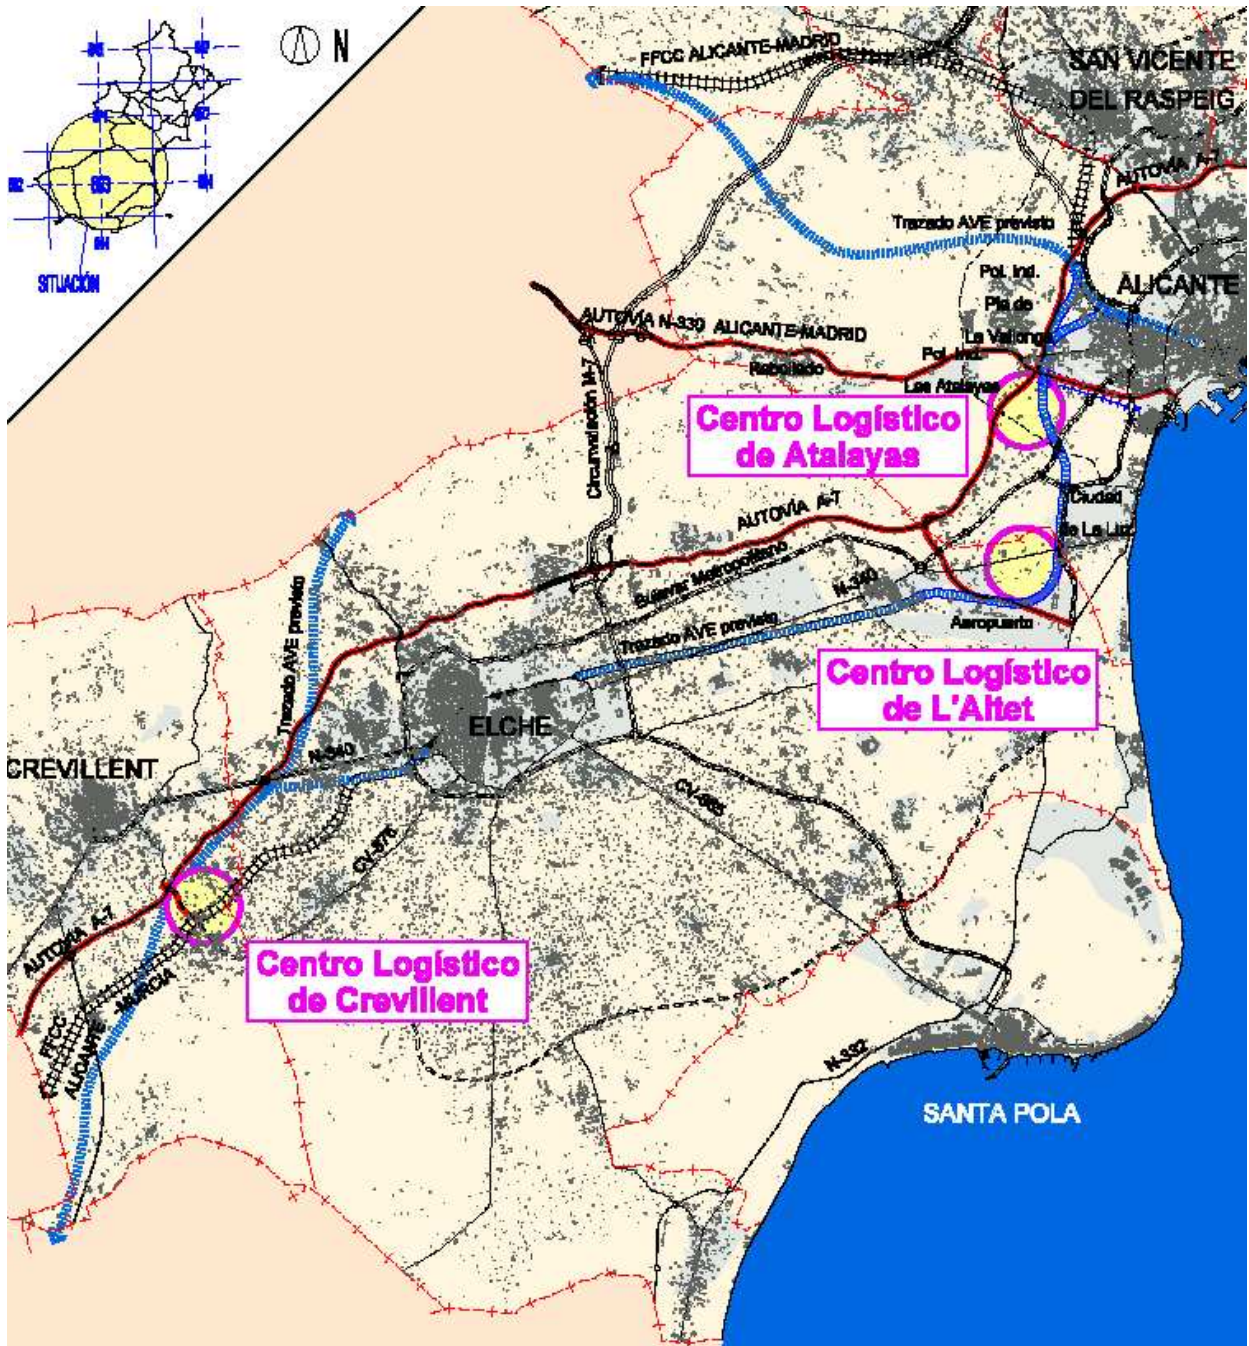 N
SITUACIÓN
FFCC ALICANTE-MADRID
SAN VICENTE
DEL RASPEIG
AUTOVIA A-7
Trazado AVE previsto
Pol. Ind.
Pla de
La Vallonga
ALICANTE
AUTOVIA N-330 ALICANTE-MADRID
Rebolledo
Pol. Ind.
Las Atalayas
Circunvalación M-7
Centro Logístico
de Atalayas
Ciudad
de La Luz
AUTOVIA A-7
Bulevar Metropolitano
N-340
Trazado AVE previsto
Aeropuerto
Trazado AVE previsto
Centro Logístico
de L'Altet
ELCHE
N-340
CREVILLENT
CV-875
CV-865
AUTOVIA A-7
Centro Logístico
de Crevillent
FFCC
ALICANTE -MURCIA
N-332
SANTA POLA